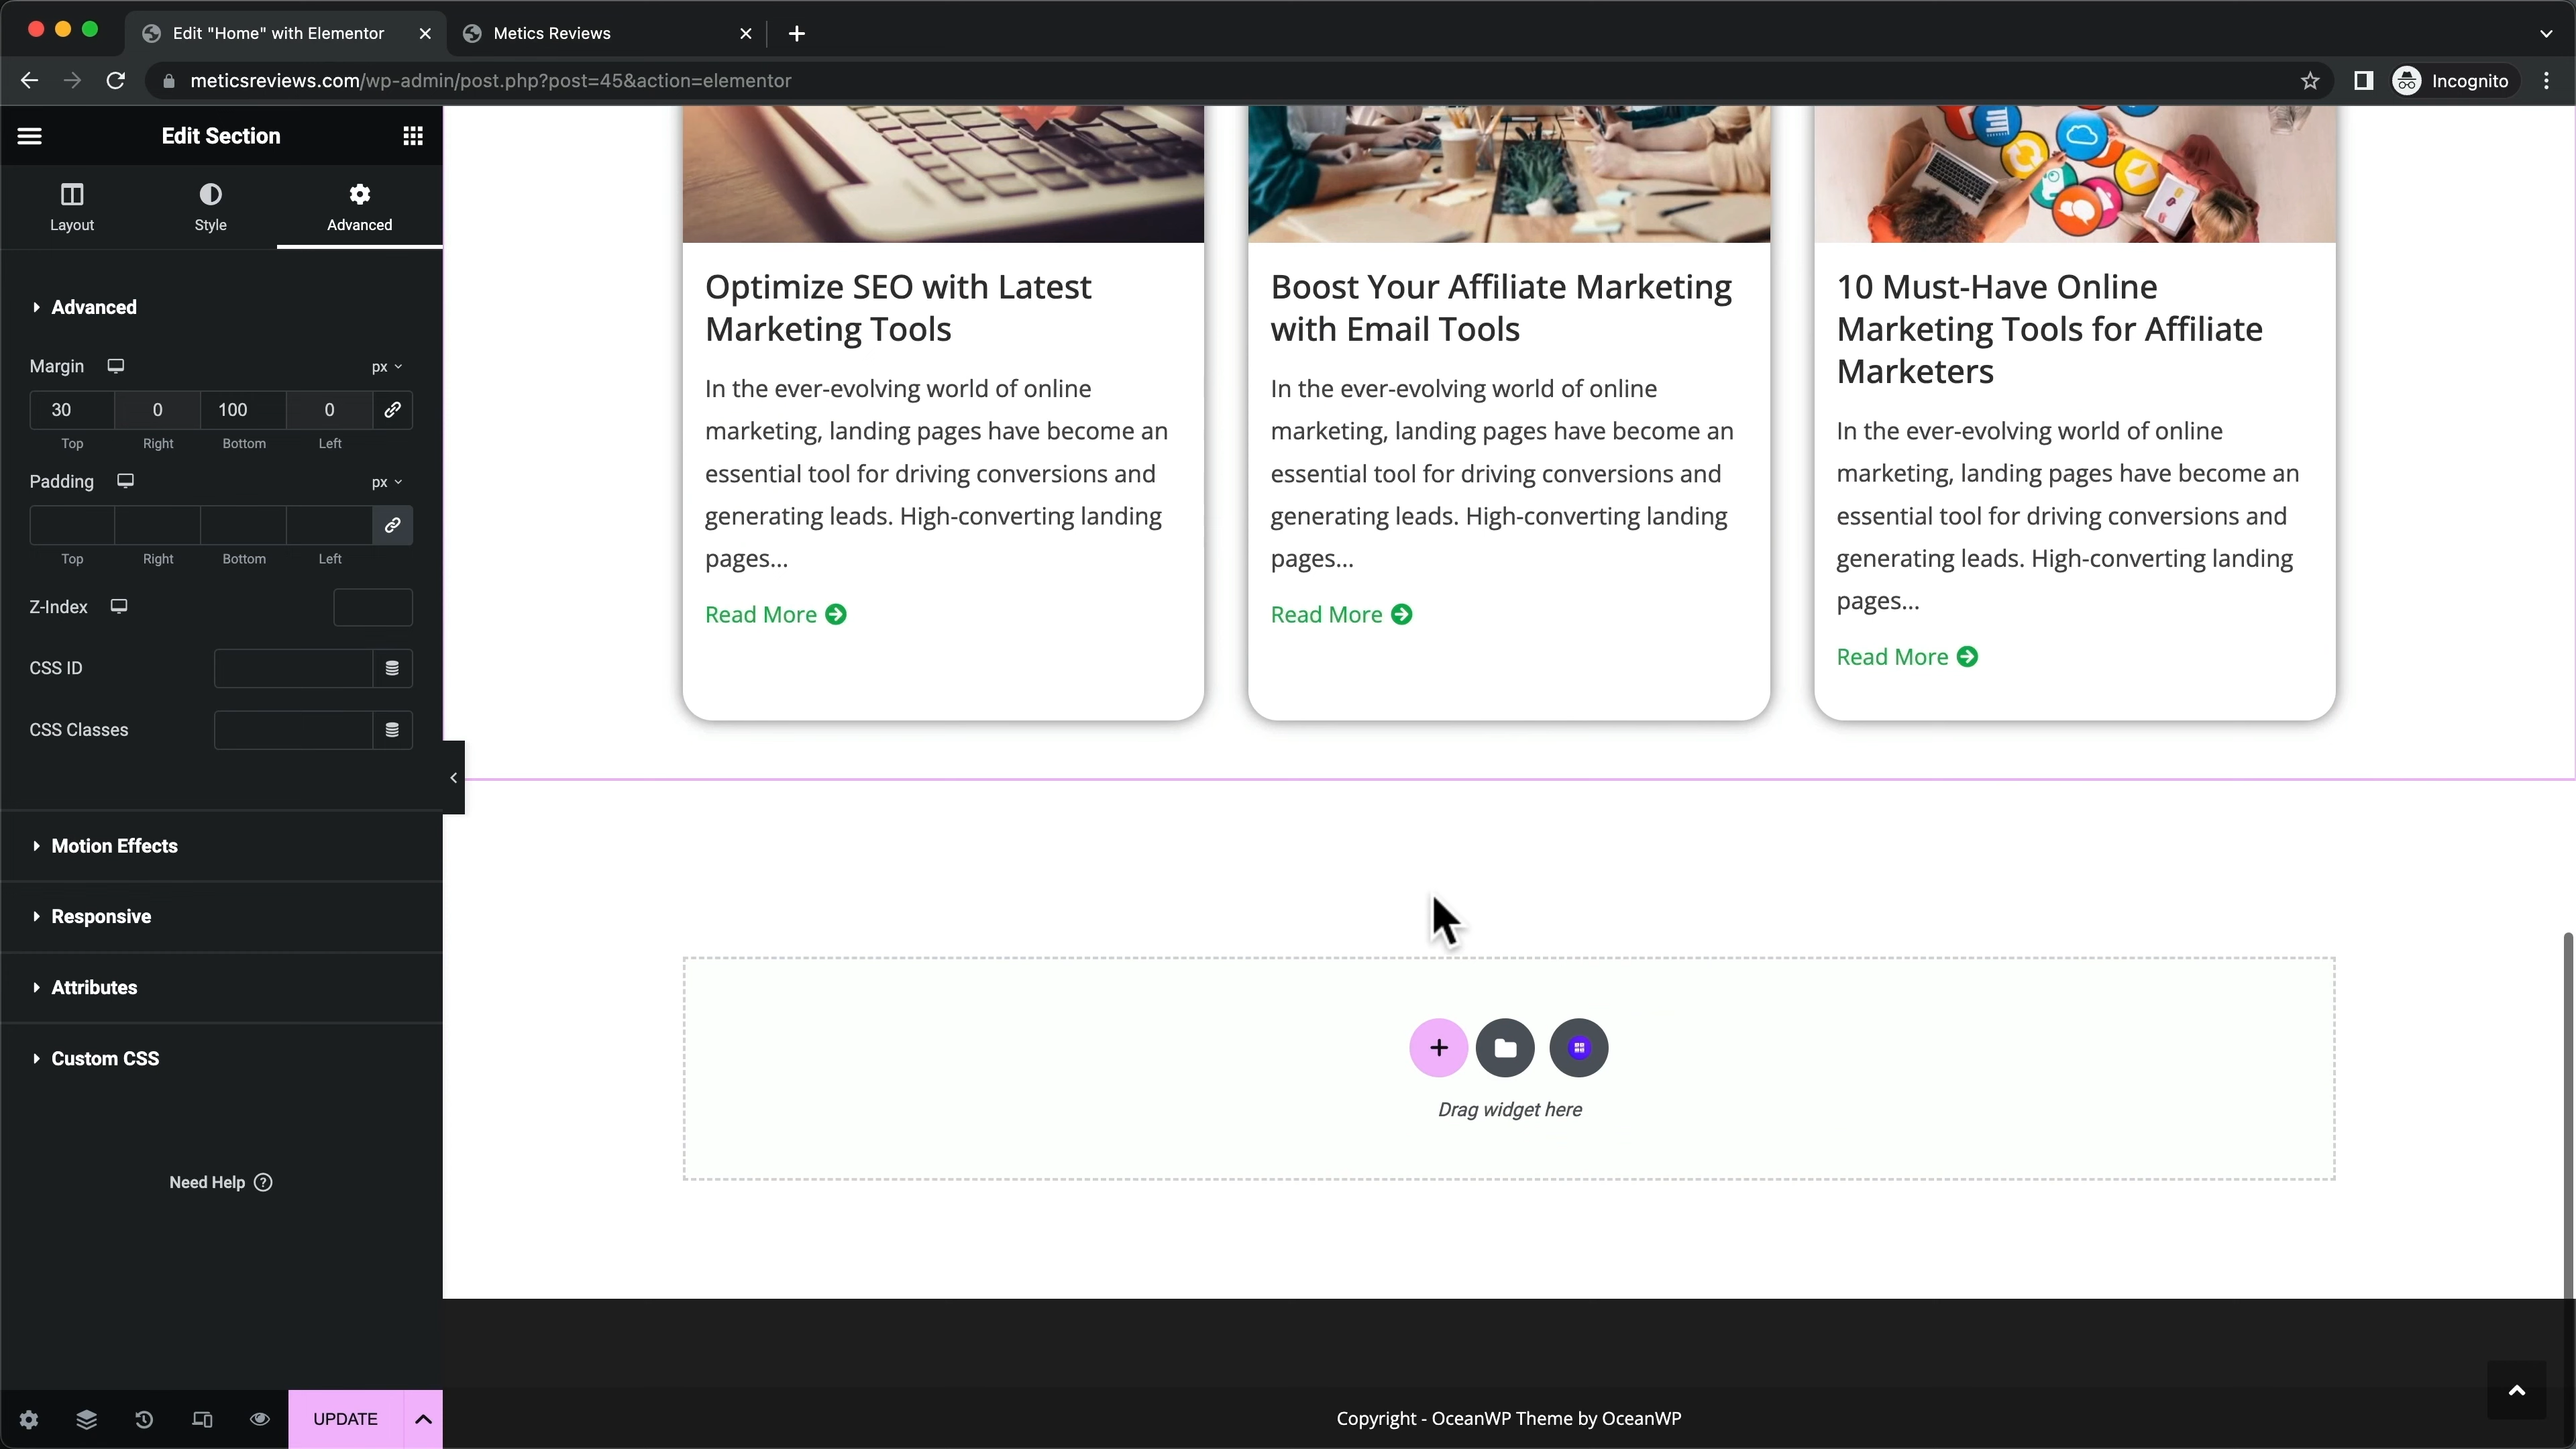 Edit "Home" with Elementor
Metics Reviews
meticsreviews.com/wp-admin/post.php?post=45&action=elementor
Incognito
Edit Section
Layout
Style
Advanced
Advanced
Margin
px
30
0
100
0
Top
Right
Bottom
Left
Padding
px
Top
Right
Bottom
Left
Z-Index
CSS ID
CSS Classes
Motion Effects
Responsive
Attributes
Custom CSS
Need Help ?
UPDATE
Optimize SEO with Latest
Marketing Tools
In the ever-evolving world of online
marketing, landing pages have become an
essential tool for driving conversions and
generating leads. High-converting landing
pages...
Read More
Boost Your Affiliate Marketing
with Email Tools
In the ever-evolving world of online
marketing, landing pages have become an
essential tool for driving conversions and
generating leads. High-converting landing
pages...
Read More
10 Must-Have Online
Marketing Tools for Affiliate
Marketers
In the ever-evolving world of online
marketing, landing pages have become an
essential tool for driving conversions and
generating leads. High-converting landing
pages...
Read More
Drag widget here
Copyright - OceanWP Theme by OceanWP